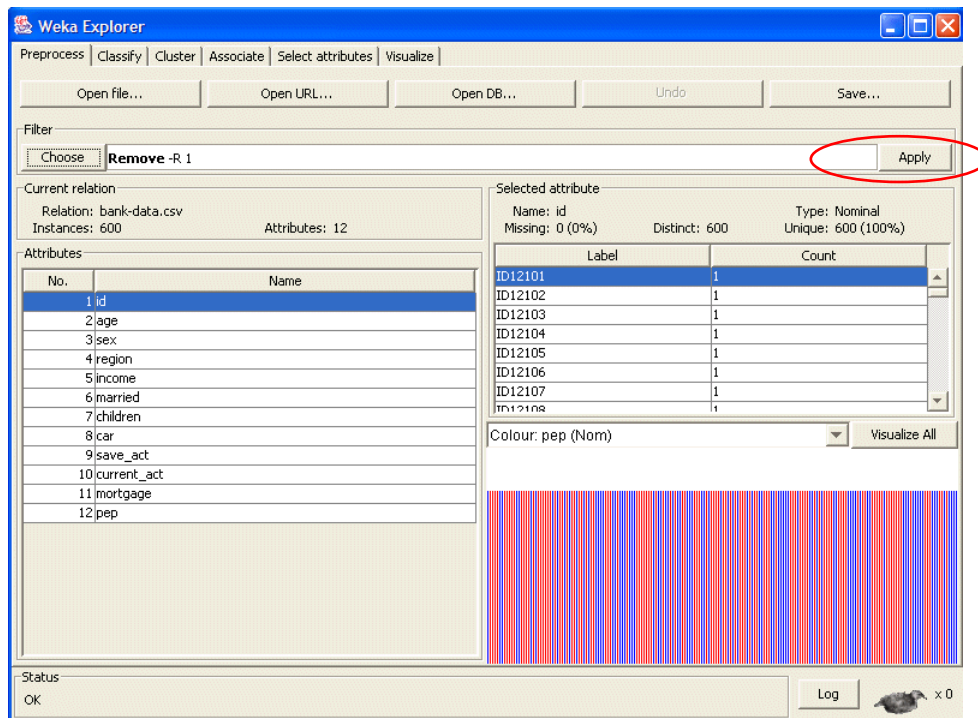 Weka Explorer
Preprocess Classify Cluster Associate Select attributes Visualize
Open file... Open URL... Open DB... Undo Save...
Filter
Choose Remove -R 1 Apply
Current relation
Relation: bank-data.csv
Instances: 600 Attributes: 12
Attributes
No. Name
1 id
2 age
3 sex
4 region
5 income
6 married
7 children
8 car
9 save_act
10 current_act
11 mortgage
12 pep
Selected attribute
Name: id Type: Nominal
Missing: 0 (0%) Distinct: 600 Unique: 600 (100%)
Label Count
ID12101 1
ID12102 1
ID12103 1
ID12104 1
ID12105 1
ID12106 1
ID12107 1
ID12108 1
Colour: pep (Nom) Visualize All
Status
OK Log x 0